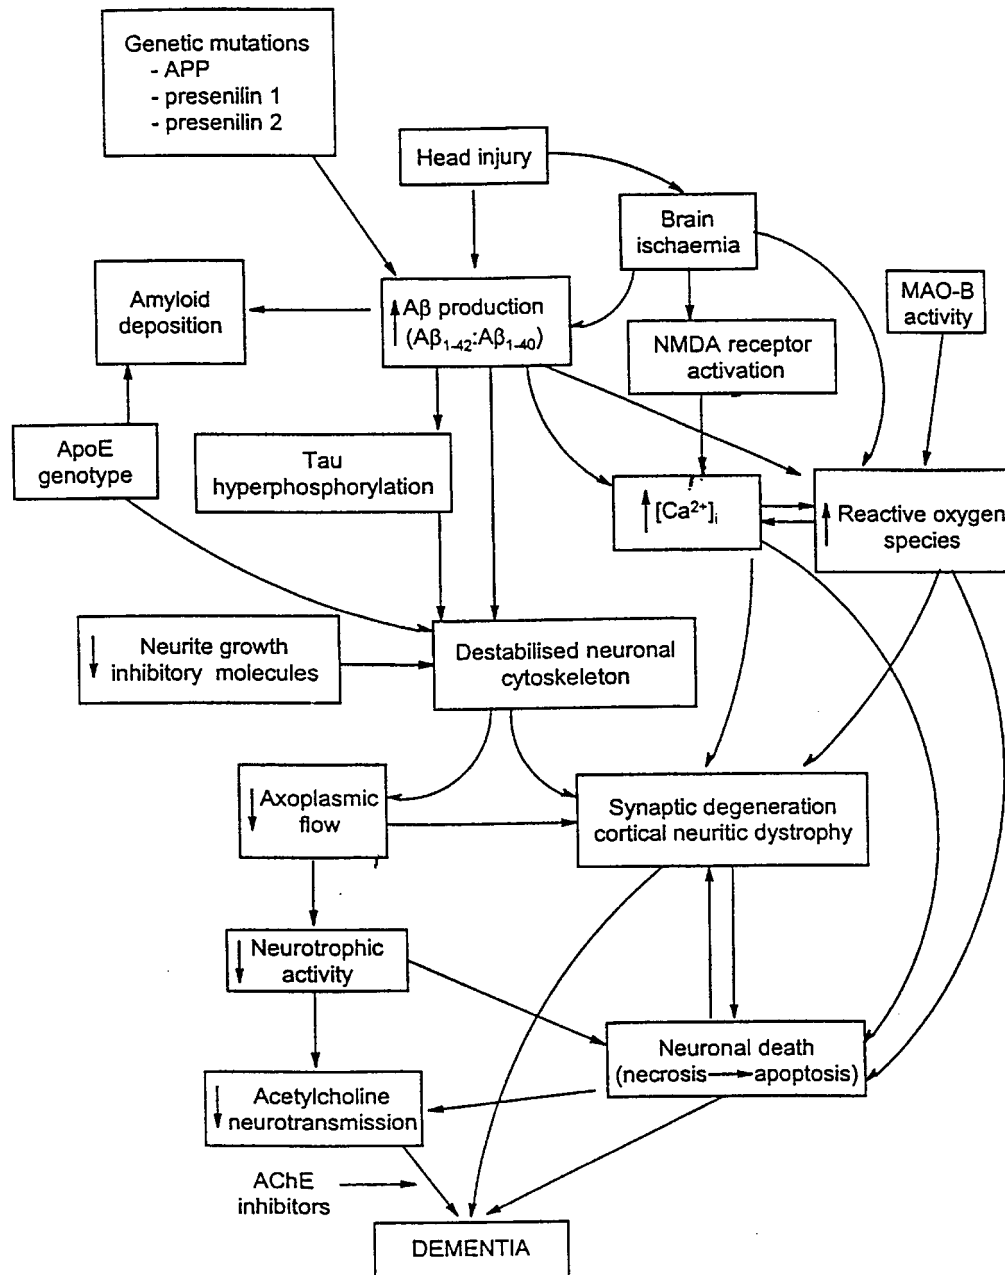 Genetic mutations
- APP
- presenilin 1
- presenilin 2
Head injury
Brain
ischaemia
MAO-B
activity
Amyloid
deposition
↑ Aβ production
(Aβ₁₋₄₂:Aβ₁₋₄₀)
NMDA receptor
activation
ApoE
genotype
Tau
hyperphosphorylation
↑ [Ca²⁺]ᵢ
↑ Reactive oxygen
species
↓ Neurite growth
inhibitory molecules
Destabilised neuronal
cytoskeleton
↓ Axoplasmic
flow
Synaptic degeneration
cortical neuritic dystrophy
↓ Neurotrophic
activity
Neuronal death
(necrosis → apoptosis)
↓ Acetylcholine
neurotransmission
AChE
inhibitors
DEMENTIA